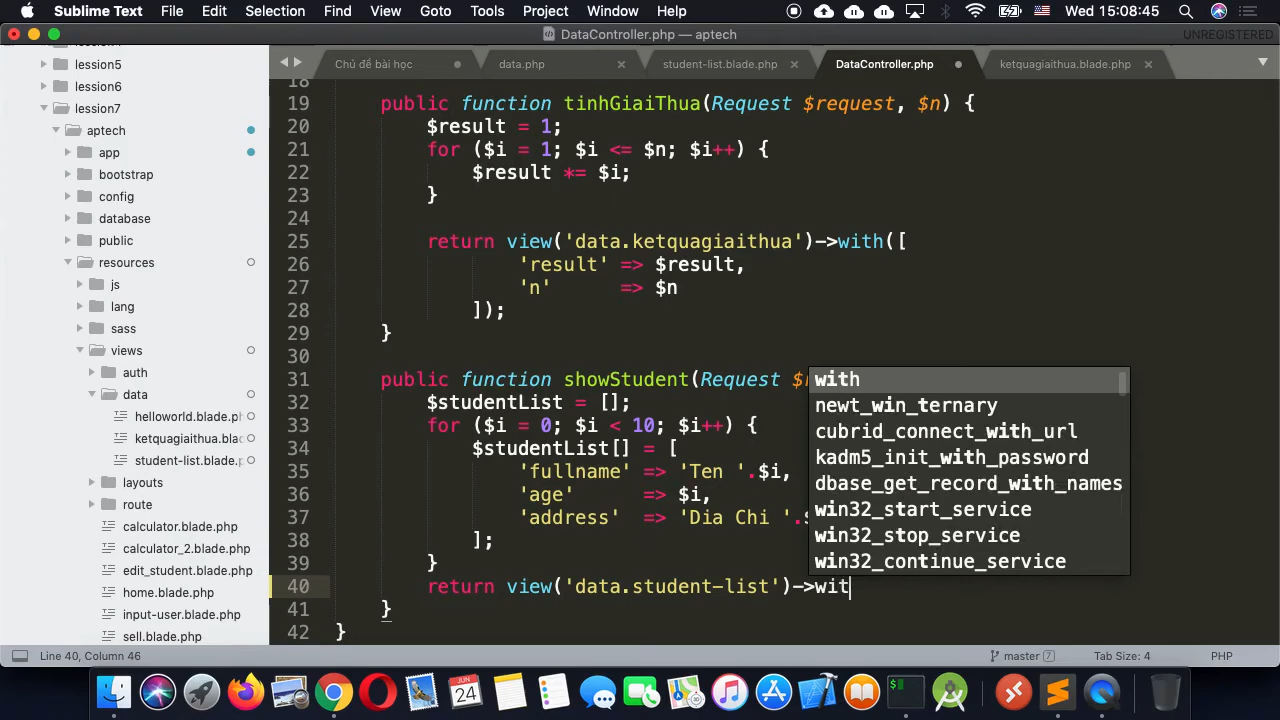 Sublime Text File Edit Selection Find View Goto Tools Project Window Help Wed 15:08:45
DataController.php — aptech UNREGISTERED
Chủ đề bài học data.php student-list.blade.php DataController.php ketquagiaithua.blade.php
lession5
lession6
lession7
aptech
app
bootstrap
config
database
public
resources
js
lang
sass
views
auth
data
helloworld.blade.ph
ketquagiaithua.blad
student-list.blade.p
layouts
route
calculator.blade.php
calculator_2.blade.php
edit_student.blade.php
home.blade.php
input-user.blade.php
sell.blade.php
18
19 public function tinhGiaiThua(Request $request, $n) {
20 $result = 1;
21 for ($i = 1; $i <= $n; $i++) {
22 $result *= $i;
23 }
24
25 return view('data.ketquagiaithua')->with([
26 'result' => $result,
27 'n' => $n
28 ]);
29 }
30
31 public function showStudent(Request $r
32 $studentList = [];
33 for ($i = 0; $i < 10; $i++) {
34 $studentList[] = [
35 'fullname' => 'Ten '.$i,
36 'age' => $i,
37 'address' => 'Dia Chi '.$
38 ];
39 }
40 return view('data.student-list')->wit
41 }
42 }
with
newt_win_ternary
cubrid_connect_with_url
kadm5_init_with_password
dbase_get_record_with_names
win32_start_service
win32_stop_service
win32_continue_service
Line 40, Column 46 master 7 Tab Size: 4 PHP
JUN
24